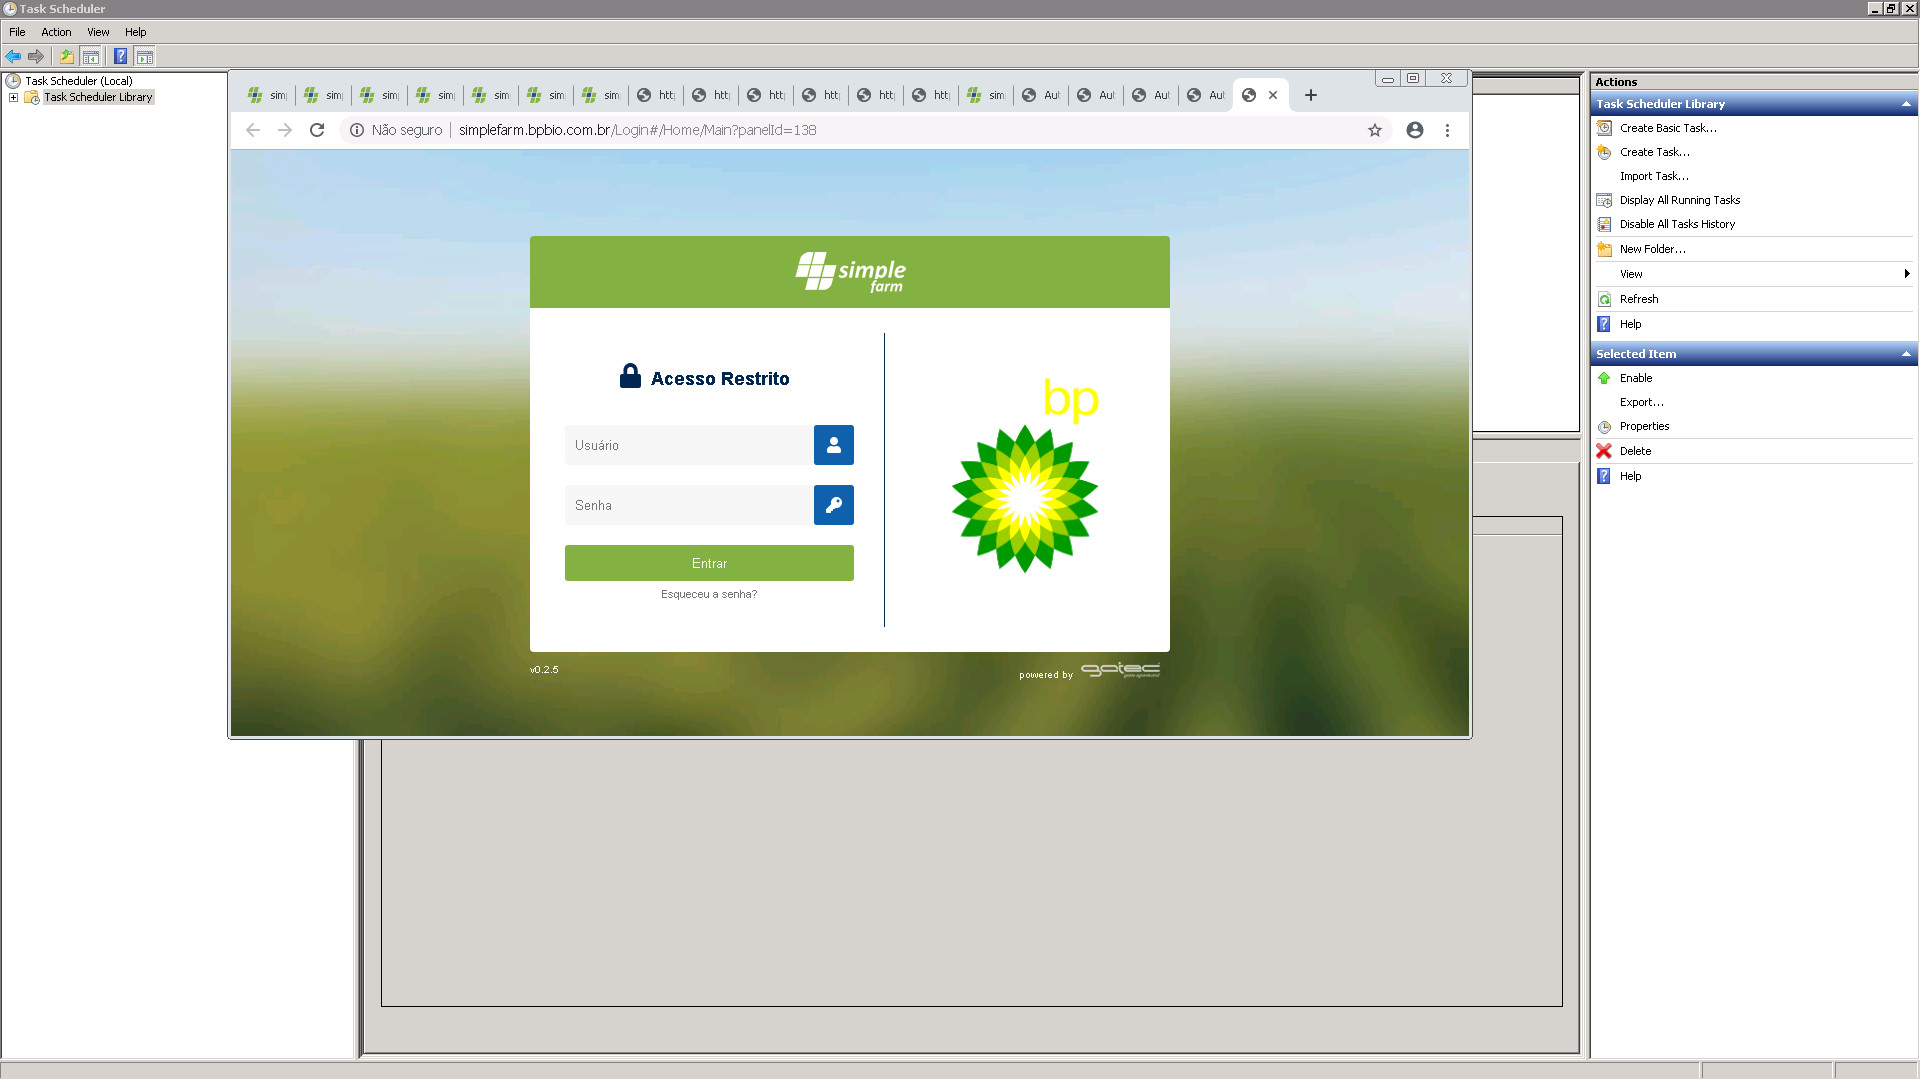 Task Scheduler
File Action View Help
Task Scheduler (Local)
Task Scheduler Library
sim sim sim sim sim sim sim htt htt htt htt htt htt sim Aut Aut Aut Aut
Não seguro simplefarm.bpbio.com.br/Login#/Home/Main?panelId=138
simple
farm
Acesso Restrito
Usuário
Senha
Entrar
Esqueceu a senha?
bp
v0.2.5
powered by gatec
Actions
Task Scheduler Library
Create Basic Task...
Create Task...
Import Task...
Display All Running Tasks
Disable All Tasks History
New Folder...
View
Refresh
Help
Selected Item
Enable
Export...
Properties
Delete
Help